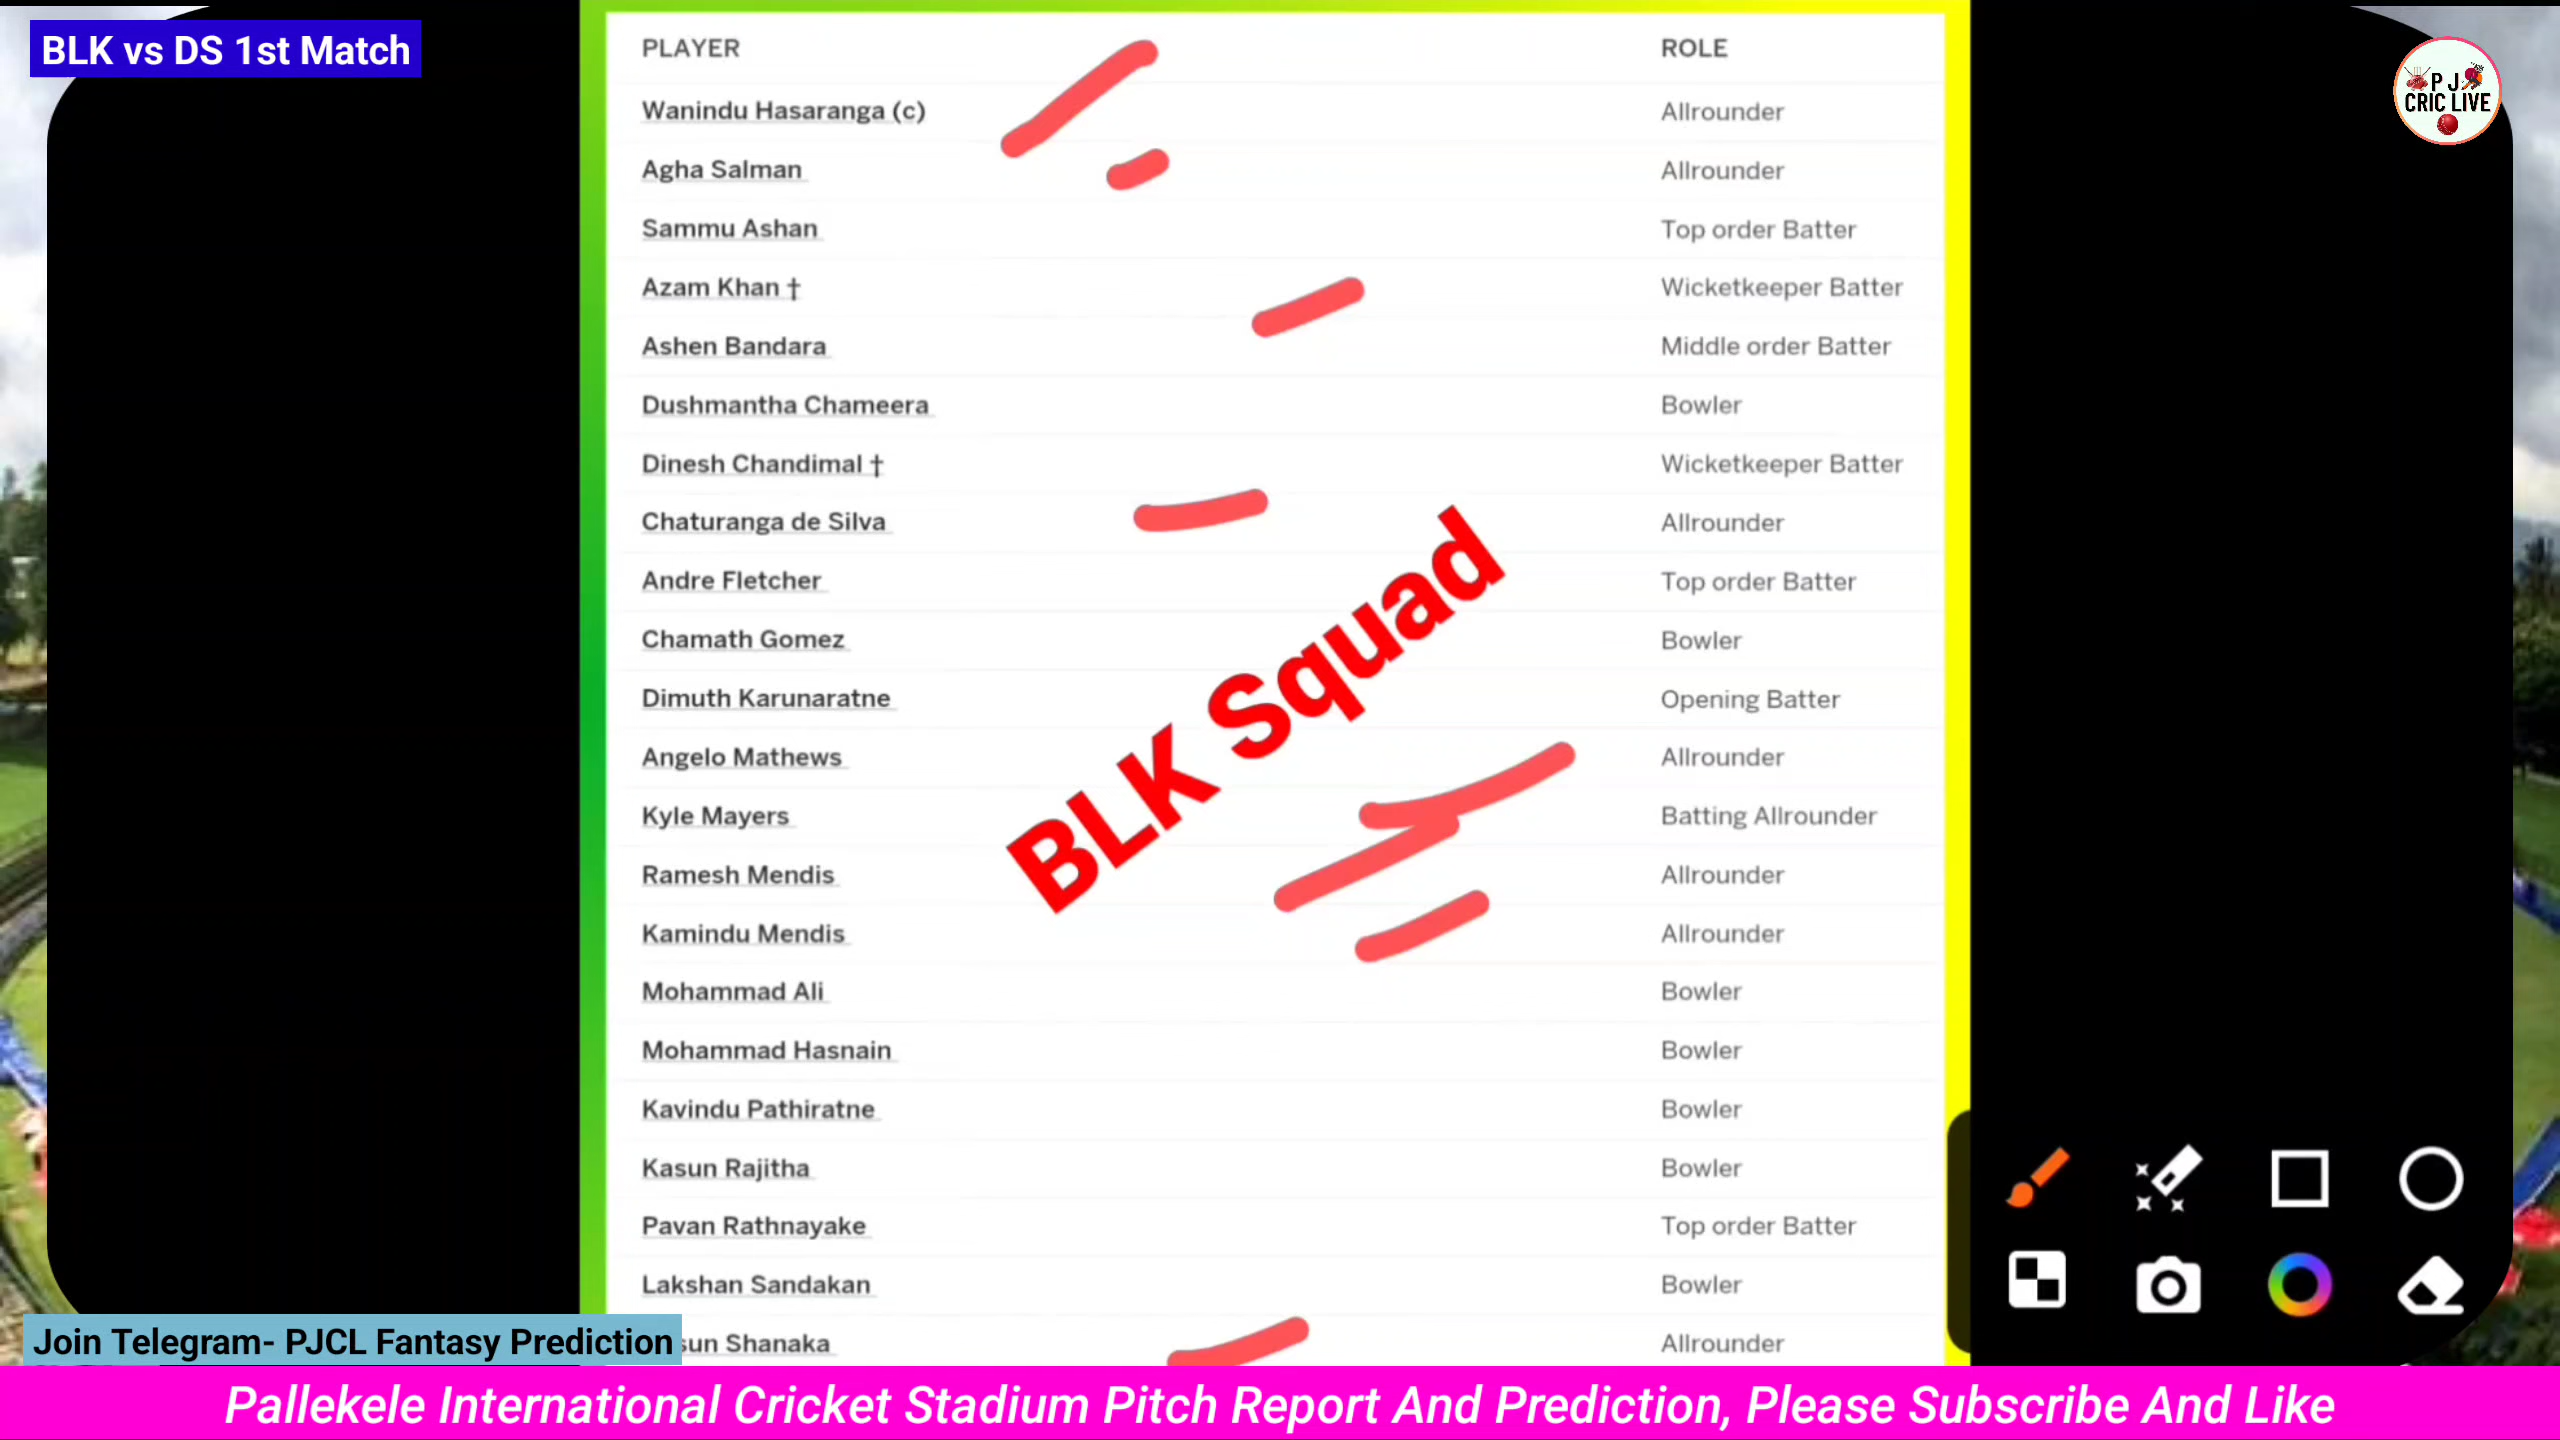 BLK vs DS 1st Match
PJ
CRIC LIVE
PLAYER ROLE
Wanindu Hasaranga (c) Allrounder
Agha Salman Allrounder
Sammu Ashan Top order Batter
Azam Khan † Wicketkeeper Batter
Ashen Bandara Middle order Batter
Dushmantha Chameera Bowler
Dinesh Chandimal † Wicketkeeper Batter
Chaturanga de Silva Allrounder
Andre Fletcher Top order Batter
Chamath Gomez Bowler
Dimuth Karunaratne Opening Batter
Angelo Mathews Allrounder
Kyle Mayers Batting Allrounder
Ramesh Mendis Allrounder
Kamindu Mendis Allrounder
Mohammad Ali Bowler
Mohammad Hasnain Bowler
Kavindu Pathiratne Bowler
Kasun Rajitha Bowler
Pavan Rathnayake Top order Batter
Lakshan Sandakan Bowler
Shanaka Allrounder
BLK Squad
Join Telegram- PJCL Fantasy Prediction
Pallekele International Cricket Stadium Pitch Report And Prediction, Please Subscribe And Like